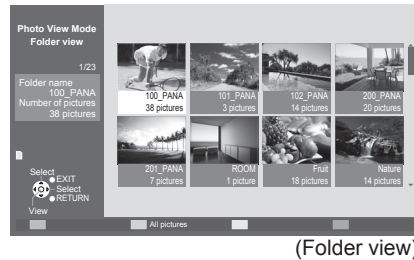 Photo View Mode
Folder view
1/23
Folder name
100_PANA
Number of pictures
38 pictures
Select
EXIT
Select
RETURN
View
100_PANA
38 pictures
101_PANA
3 pictures
102_PANA
14 pictures
200_PANA
20 pictures
201_PANA
7 pictures
ROOM
1 picture
Fruit
18 pictures
Nature
14 pictures
All pictures
(Folder view)